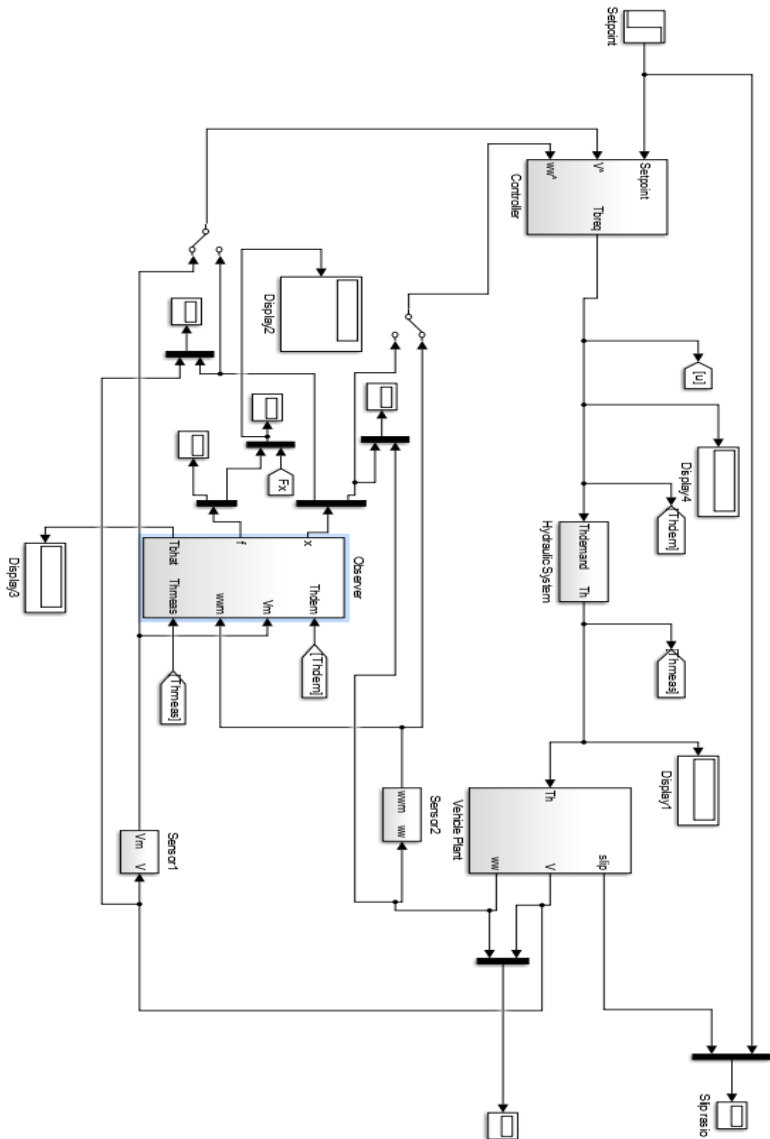 Slip rasio
Setpoint
Setpoint
V^
ww^
Tbreq
Controller
[u]
Display4
[Thdem]
Thdemand Th
Hydraulic System
[Thmeas]
Display1
Th
slip
V
ww
Vehicle Plant
wwm ww
Sensor2
Display2
Fx
Observer
x
f
Tbhat
Thdem
Vm
wwm
Thmeas
[Thdem]
[Thmeas]
Display3
Vm V
Sensor1